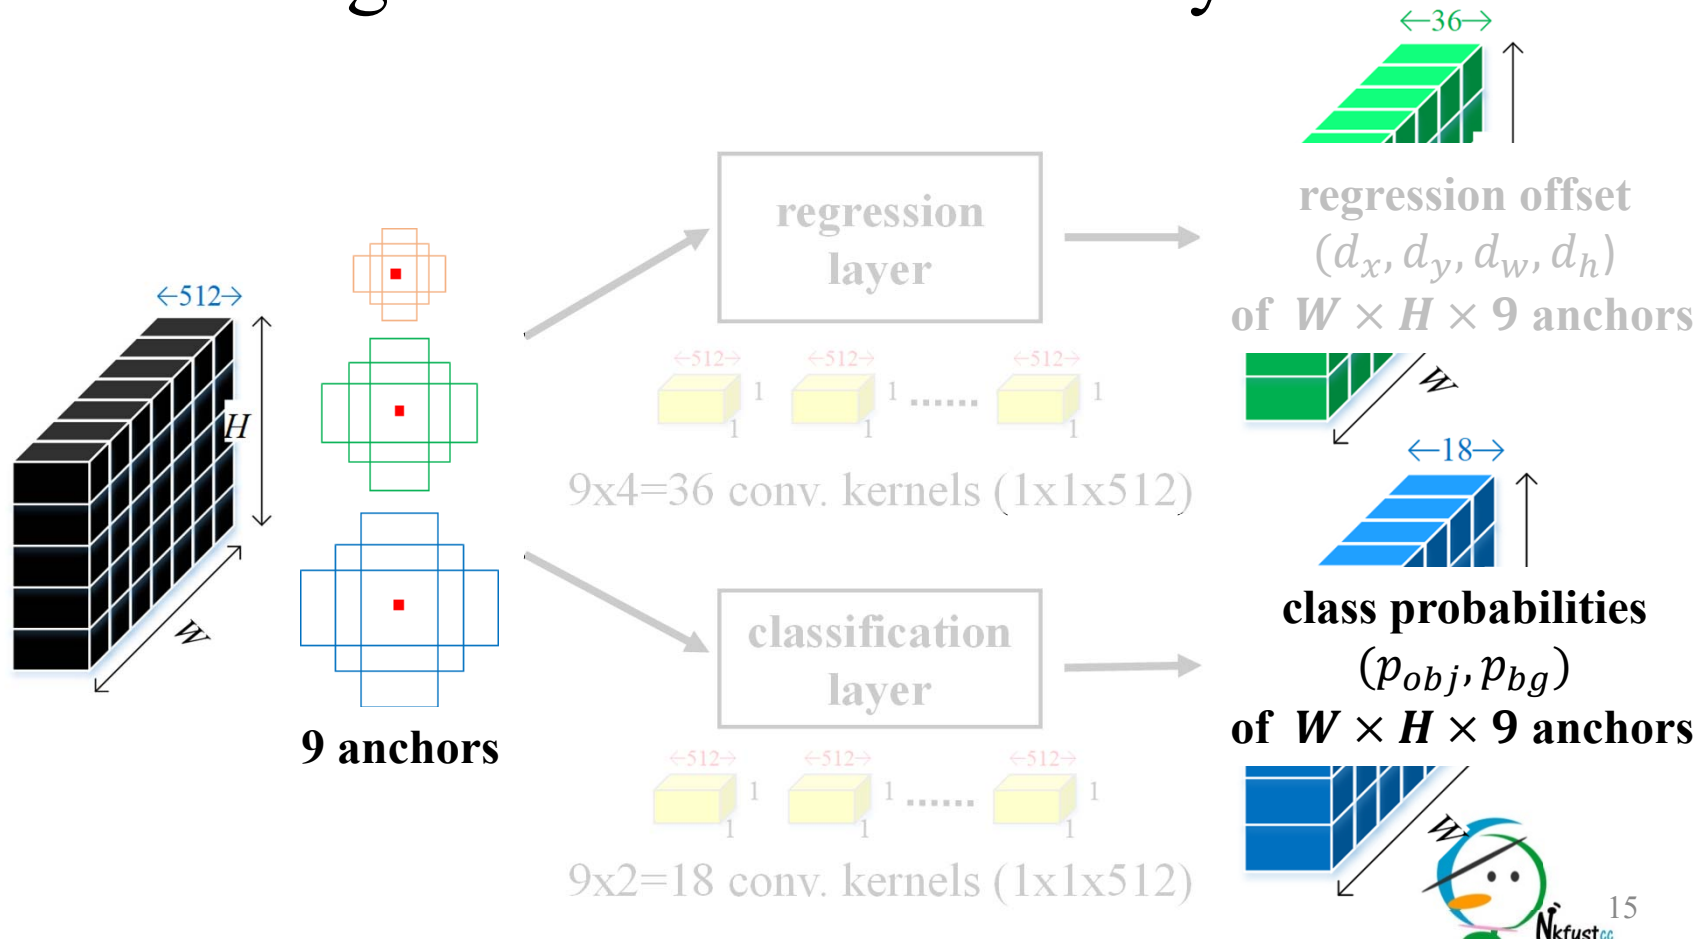 ←36→
regression offset
(d_x, d_y, d_w, d_h)
of W × H × 9 anchors
W
regression
layer
←512→
←512→
←512→
1
1
1
1
......
1
1
9x4=36 conv. kernels (1x1x512)
←512→
H
W
9 anchors
←18→
class probabilities
(p_obj, p_bg)
of W × H × 9 anchors
W
classification
layer
←512→
←512→
←512→
1
1
1
1
......
1
1
9x2=18 conv. kernels (1x1x512)
15
Nkfust cc